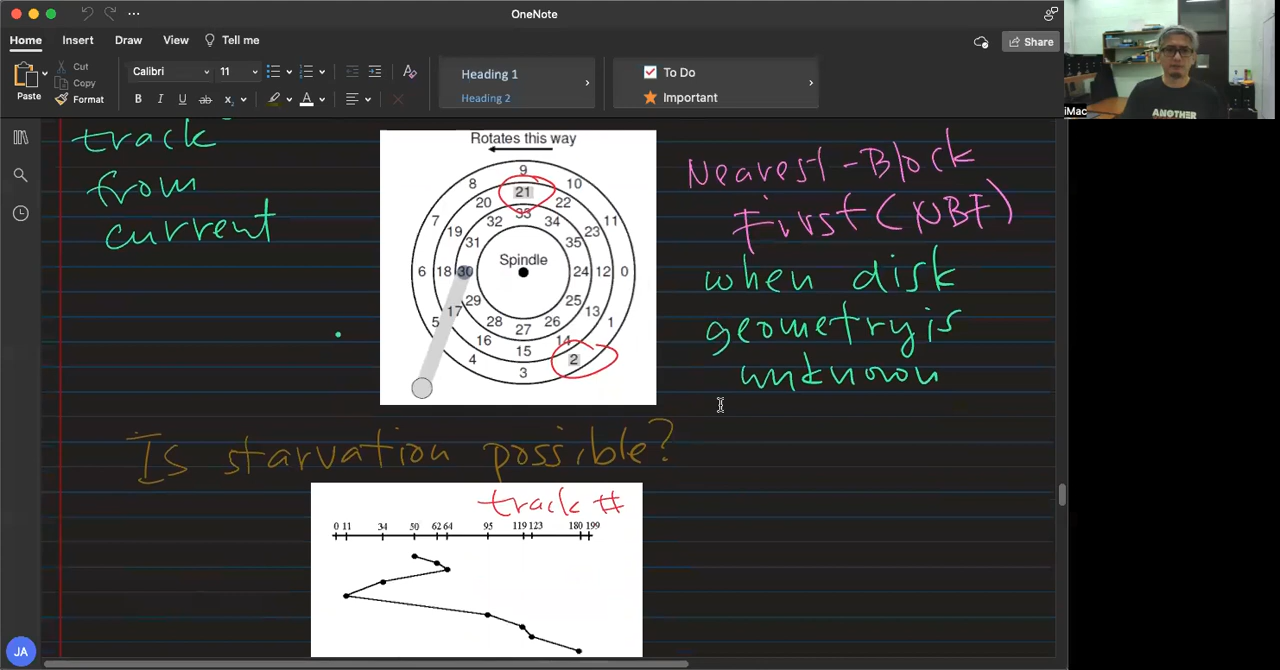 OneNote
Home Insert Draw View Tell me
Share
Paste
Cut
Copy
Format
Calibri 11
B I U ab x A
Heading 1
Heading 2
To Do
Important
iMac
ANOTHER
track
from
current
Rotates this way
9
8 10
21
20 22
7 33 11
32 34
19 23
31 35
Spindle
6 18 30 24 12 0
29 25
17 13
5 28 26 1
27
16 14
15
4 2
3
Nearest-Block
First (NBF)
when disk
geometry is
unknown
Is starvation possible?
track #
0 11 34 50 62 64 95 119 123 180 199
JA